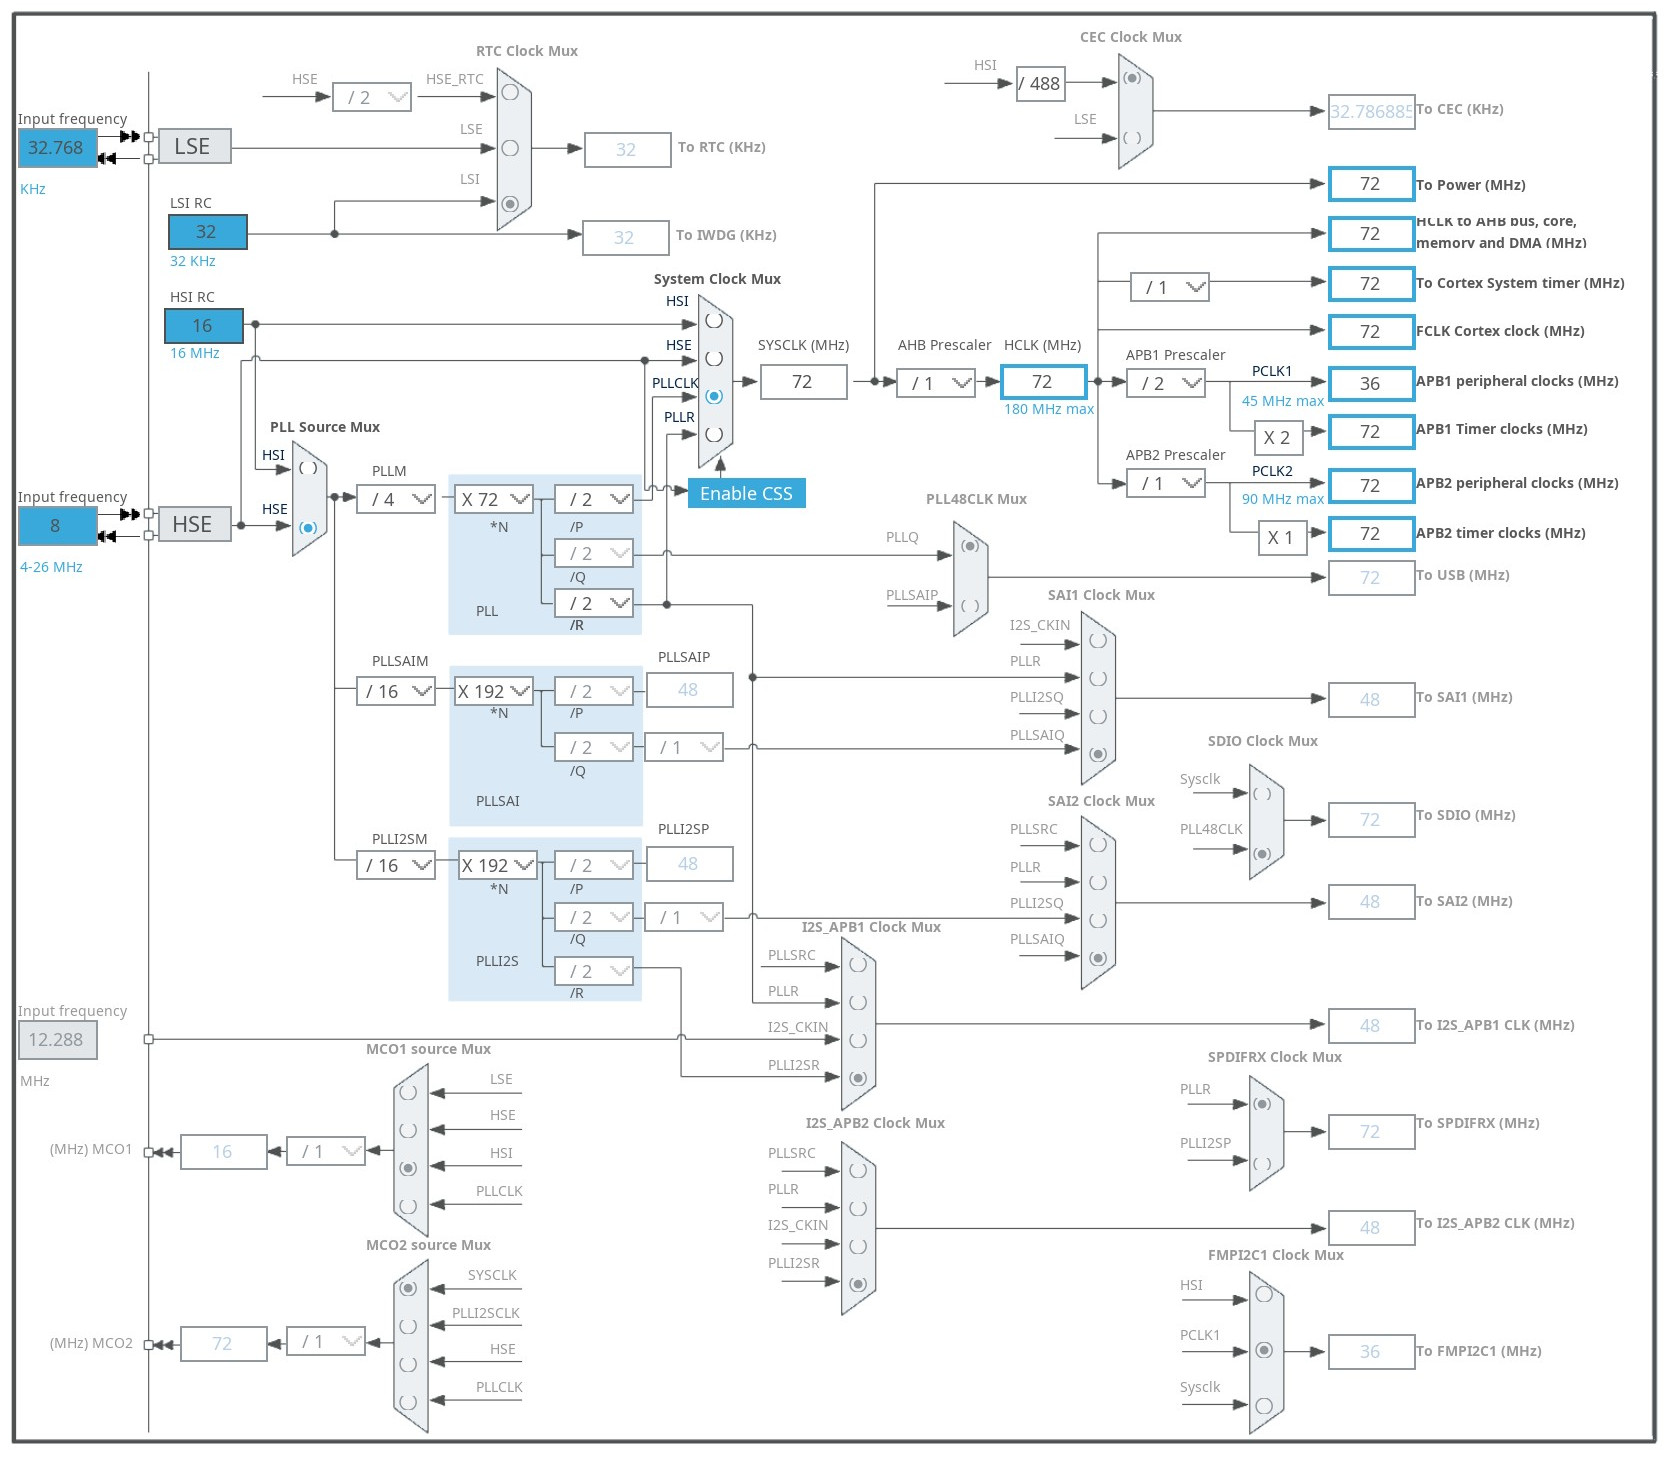 RTC Clock Mux
CEC Clock Mux
HSI
/ 488
HSE
/ 2
HSE_RTC
32.786885
To CEC (KHz)
Input frequency
LSE
32.768
LSE
LSE
32
To RTC (KHz)
KHz
LSI
72
To Power (MHz)
LSI RC
32
32
To IWDG (KHz)
72
HCLK to AHB bus, core,
memory and DMA (MHz)
32 KHz
System Clock Mux
/ 1
72
To Cortex System timer (MHz)
HSI RC
HSI
16
72
FCLK Cortex clock (MHz)
16 MHz
HSE
SYSCLK (MHz)
AHB Prescaler
HCLK (MHz)
APB1 Prescaler
PCLK1
PLLCLK
72
/ 1
72
/ 2
36
APB1 peripheral clocks (MHz)
180 MHz max
45 MHz max
PLLR
PLL Source Mux
X 2
72
APB1 Timer clocks (MHz)
HSI
PLLM
APB2 Prescaler
PCLK2
/ 1
72
APB2 peripheral clocks (MHz)
90 MHz max
Input frequency
HSE
/ 4
X 72
/ 2
Enable CSS
PLL48CLK Mux
8
HSE
*N
/P
PLLQ
X 1
72
APB2 timer clocks (MHz)
4-26 MHz
/ 2
/Q
72
To USB (MHz)
PLL
/ 2
/R
PLLSAIP
SAI1 Clock Mux
I2S_CKIN
PLLSAIM
PLLSAIP
PLLR
/ 16
X 192
/ 2
48
PLLI2SQ
48
To SAI1 (MHz)
*N
/P
/ 2
/ 1
PLLSAIQ
/Q
SDIO Clock Mux
Sysclk
PLLSAI
SAI2 Clock Mux
72
To SDIO (MHz)
PLLI2SM
PLLI2SP
PLLSRC
PLL48CLK
/ 16
X 192
/ 2
48
PLLR
*N
/P
PLLI2SQ
48
To SAI2 (MHz)
/ 2
/ 1
/Q
I2S_APB1 Clock Mux
PLLSAIQ
PLLI2S
/ 2
/R
PLLSRC
PLLR
Input frequency
12.288
I2S_CKIN
48
To I2S_APB1 CLK (MHz)
MHz
MCO1 source Mux
PLLI2SR
SPDIFRX Clock Mux
LSE
PLLR
HSE
I2S_APB2 Clock Mux
72
To SPDIFRX (MHz)
(MHz) MCO1
16
/ 1
HSI
PLLSRC
PLLI2SP
PLLCLK
PLLR
I2S_CKIN
48
To I2S_APB2 CLK (MHz)
MCO2 source Mux
PLLI2SR
FMPI2C1 Clock Mux
SYSCLK
HSI
PLLI2SCLK
(MHz) MCO2
72
/ 1
HSE
PCLK1
36
To FMPI2C1 (MHz)
PLLCLK
Sysclk